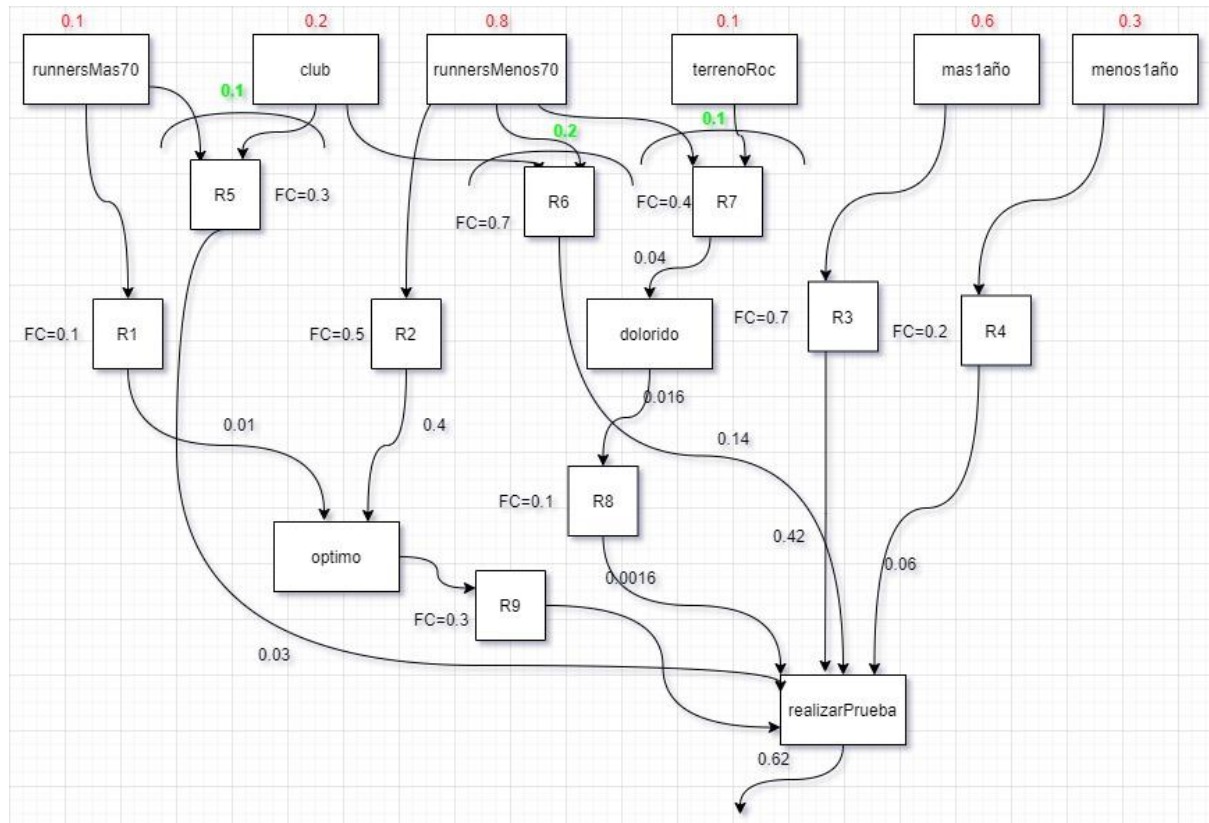 0.1
0.2
0.8
0.1
0.6
0.3
runnersMas70
club
runnersMenos70
terrenoRoc
mas1año
menos1año
0.1
0.2
0.1
R5
FC=0.3
R6
FC=0.7
FC=0.4
R7
0.04
FC=0.1
R1
FC=0.5
R2
dolorido
FC=0.7
R3
FC=0.2
R4
0.016
0.01
0.4
0.14
FC=0.1
R8
0.42
optimo
0.0016
0.06
R9
FC=0.3
0.03
realizarPrueba
0.62